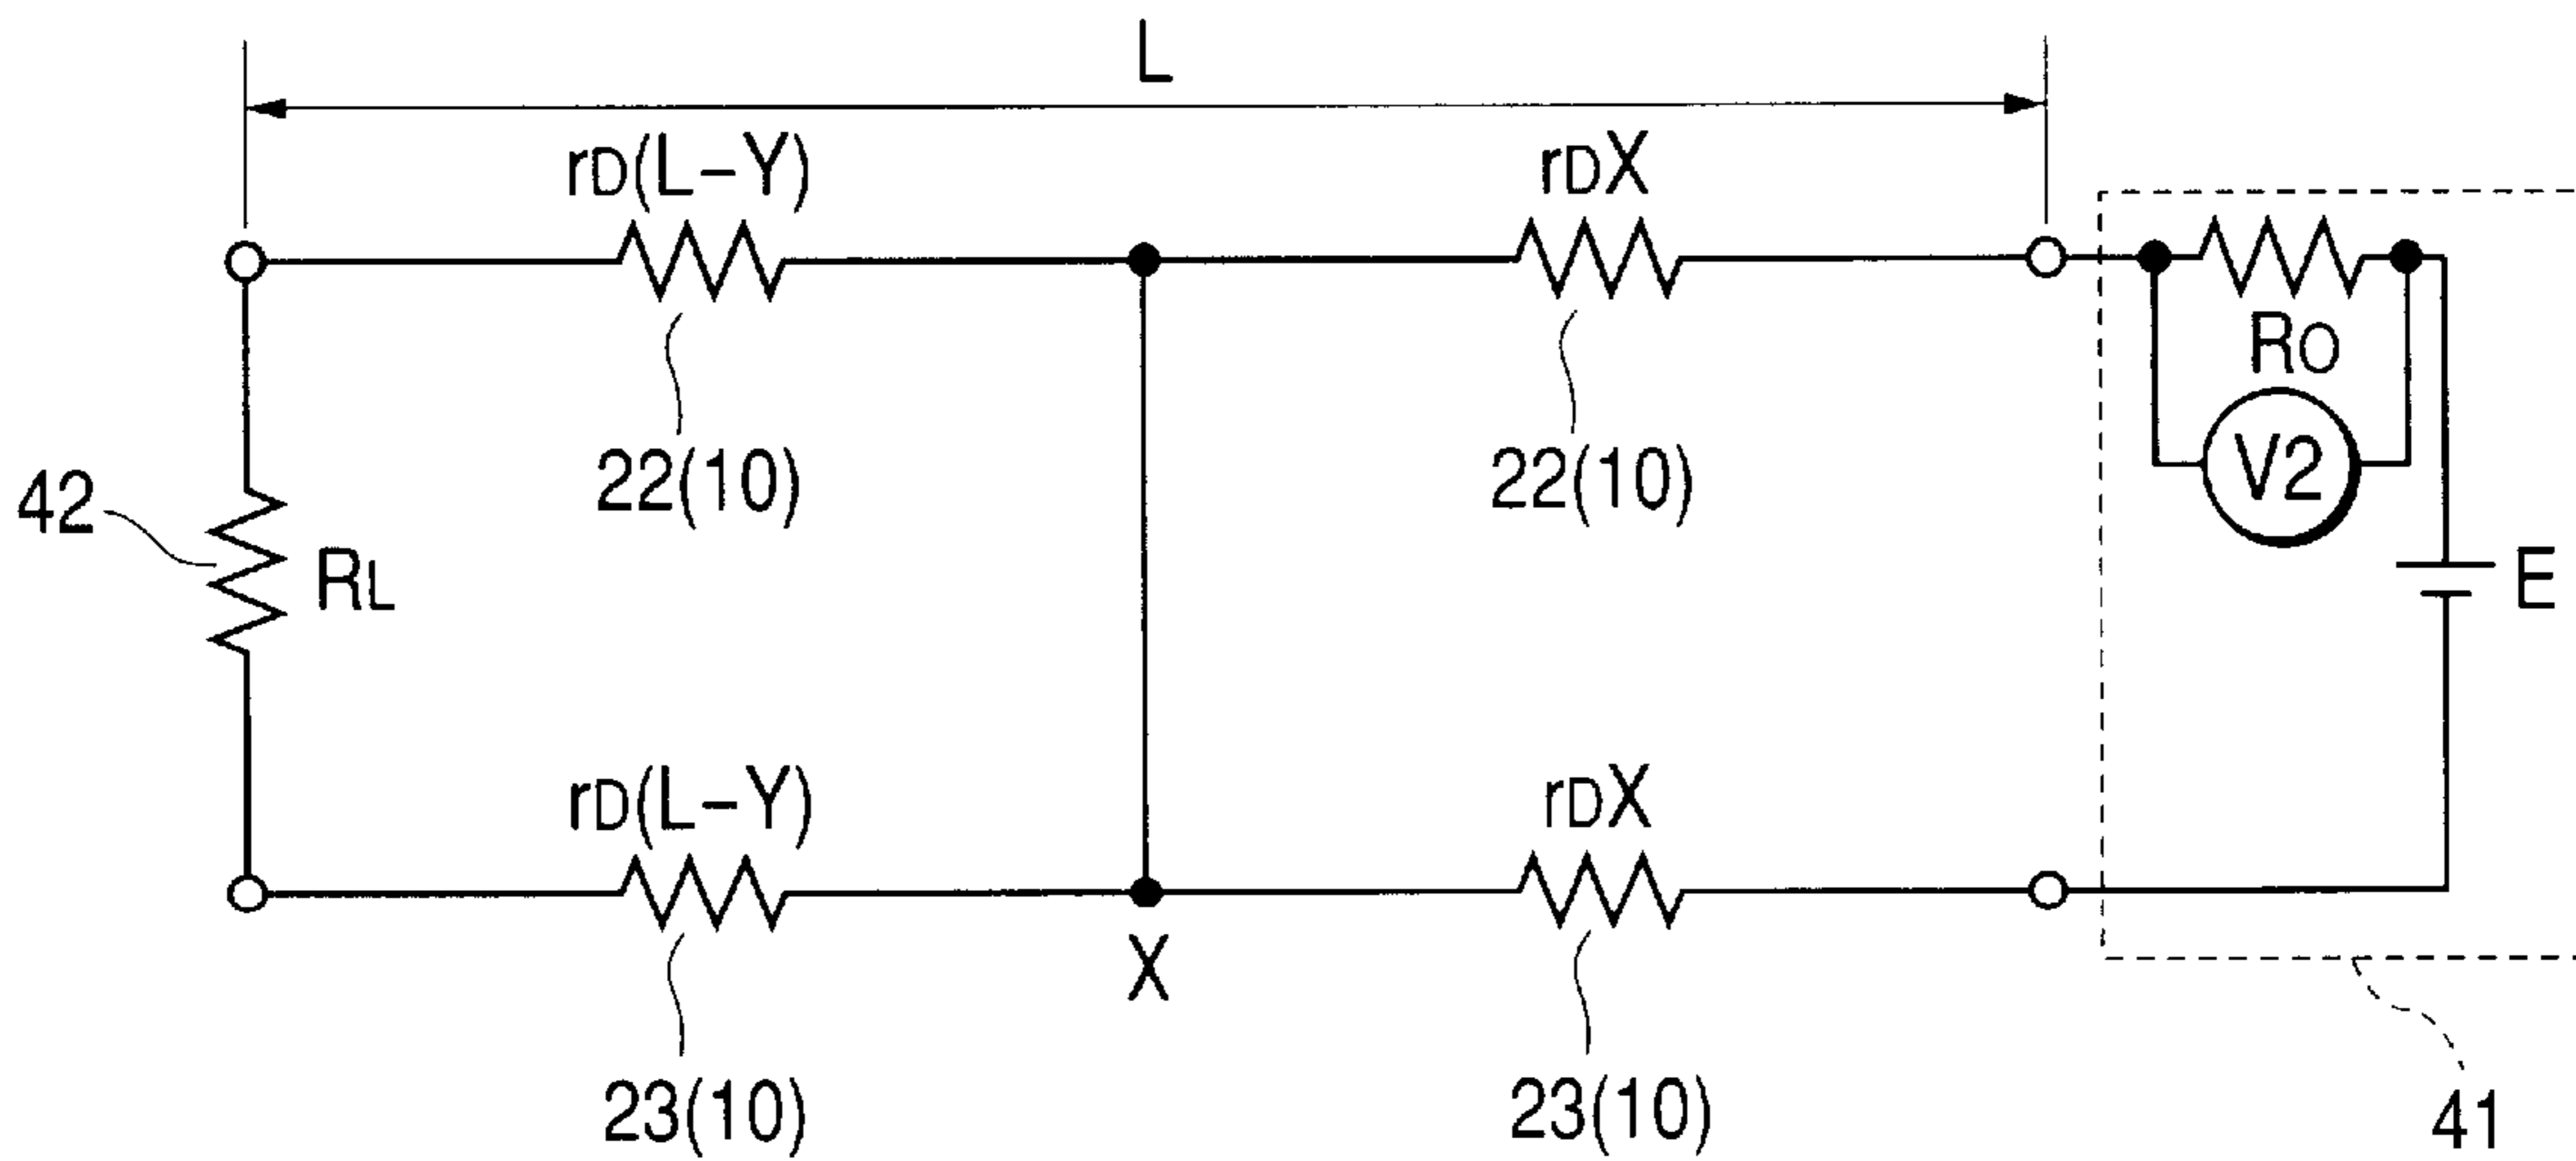 L
rD(L-Y)
rDX
RO
22(10)
22(10)
V2
42
RL
E
rD(L-Y)
rDX
X
23(10)
23(10)
41